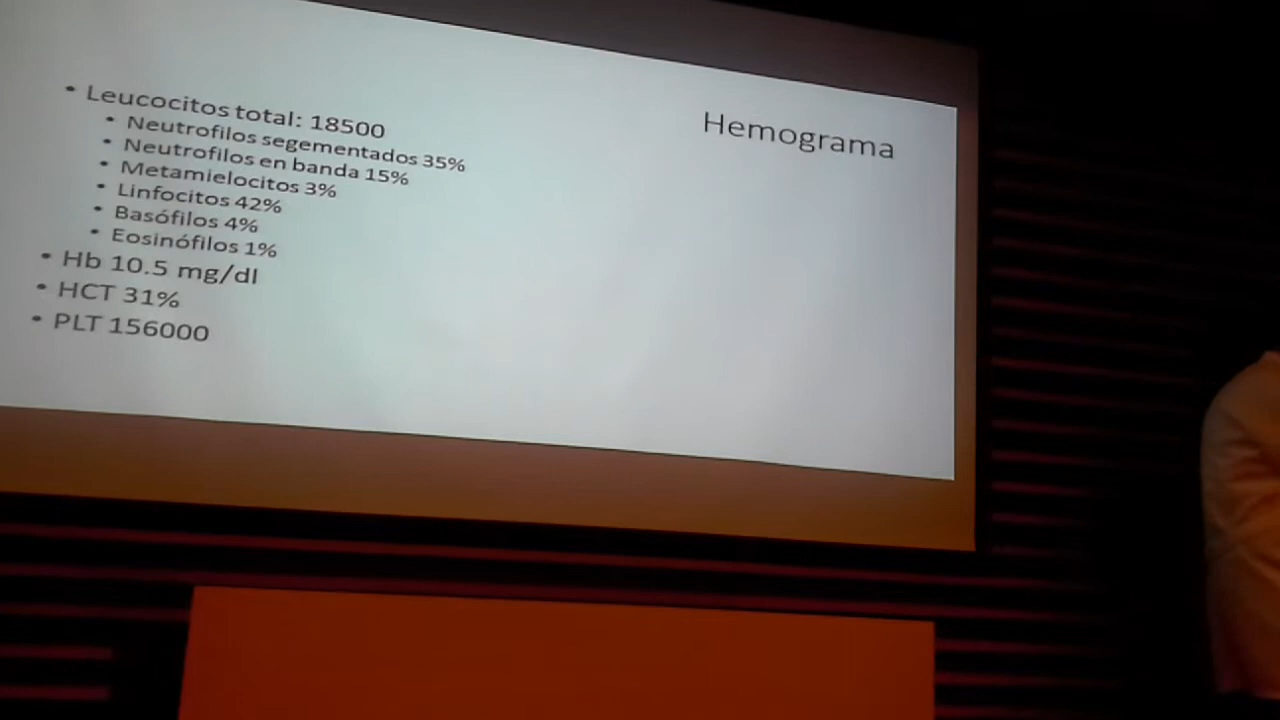 Hemograma
• Leucocitos total: 18500
• Neutrofilos segementados 35%
• Neutrofilos en banda 15%
• Metamielocitos 3%
• Linfocitos 42%
• Basófilos 4%
• Eosinófilos 1%
• Hb 10.5 mg/dl
• HCT 31%
• PLT 156000